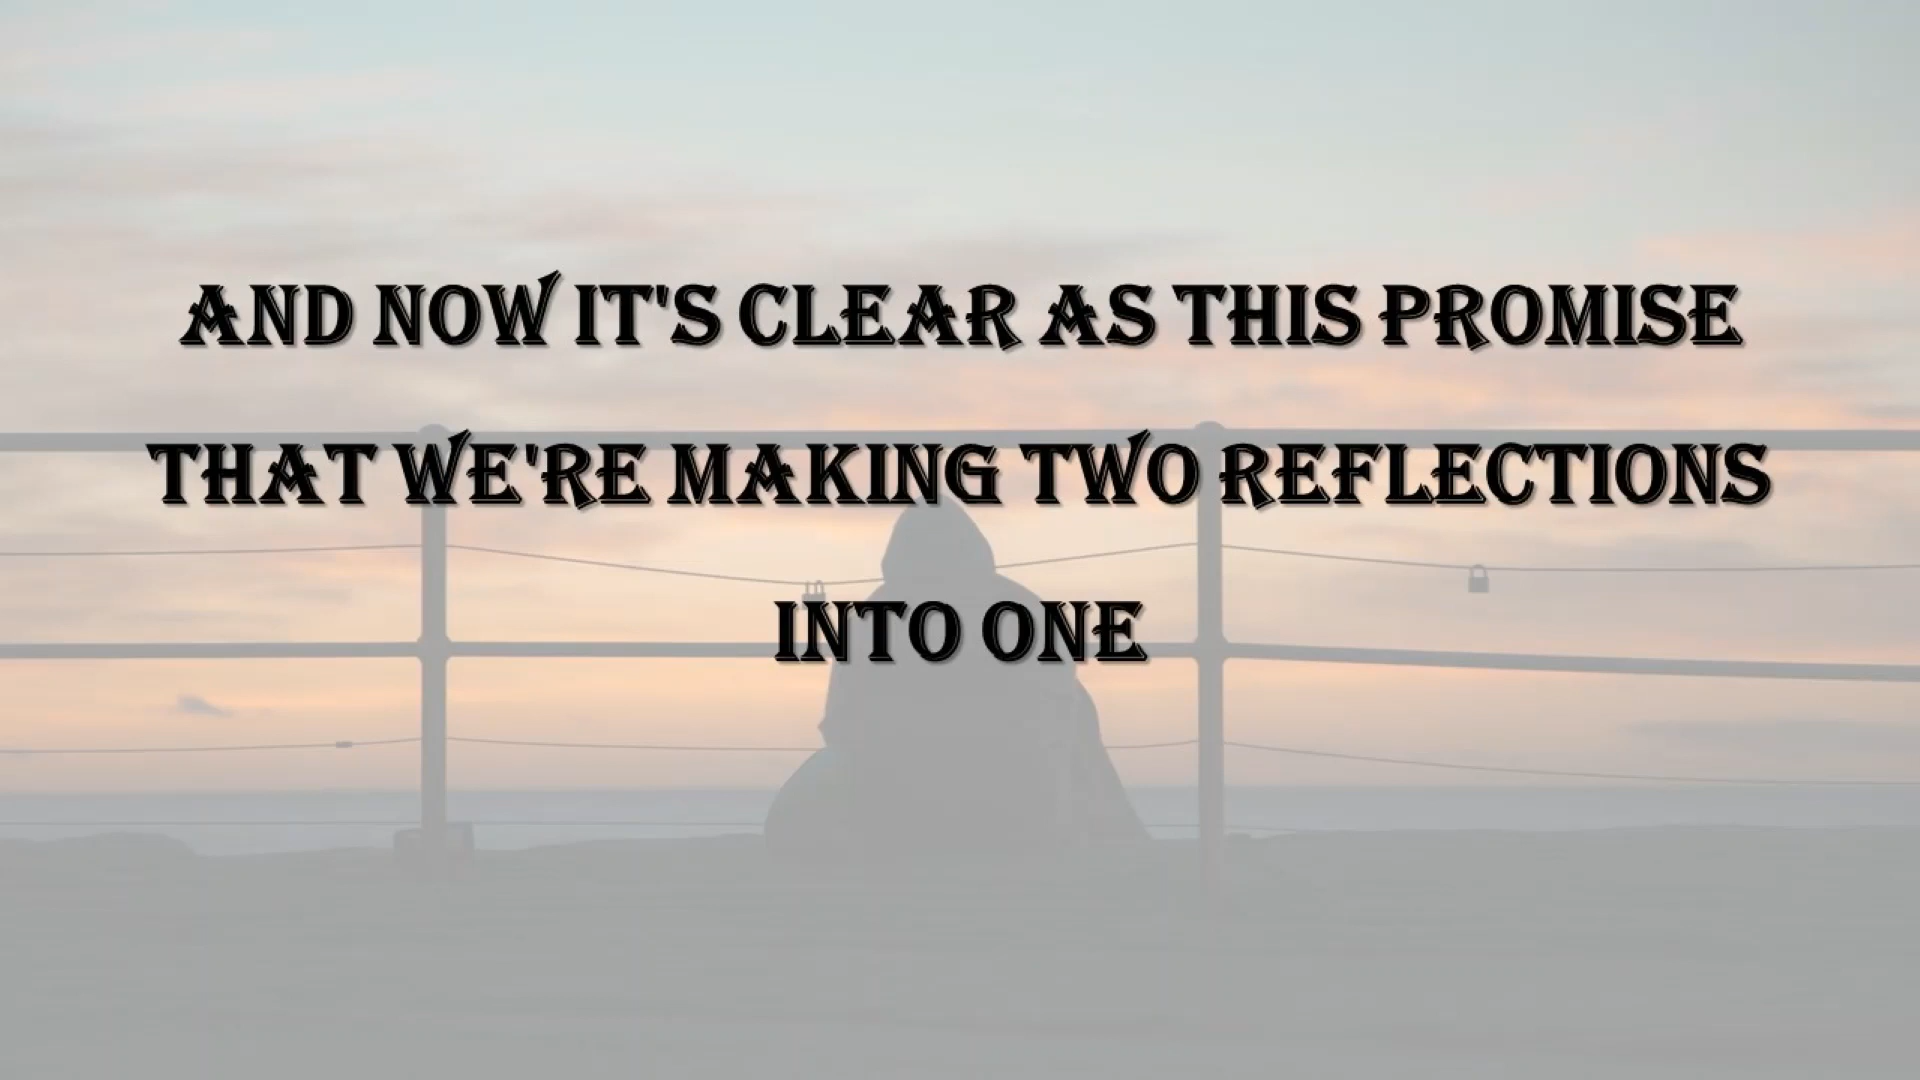 AND NOW IT'S CLEAR AS THIS PROMISE
THAT WE'RE MAKING TWO REFLECTIONS
INTO ONE